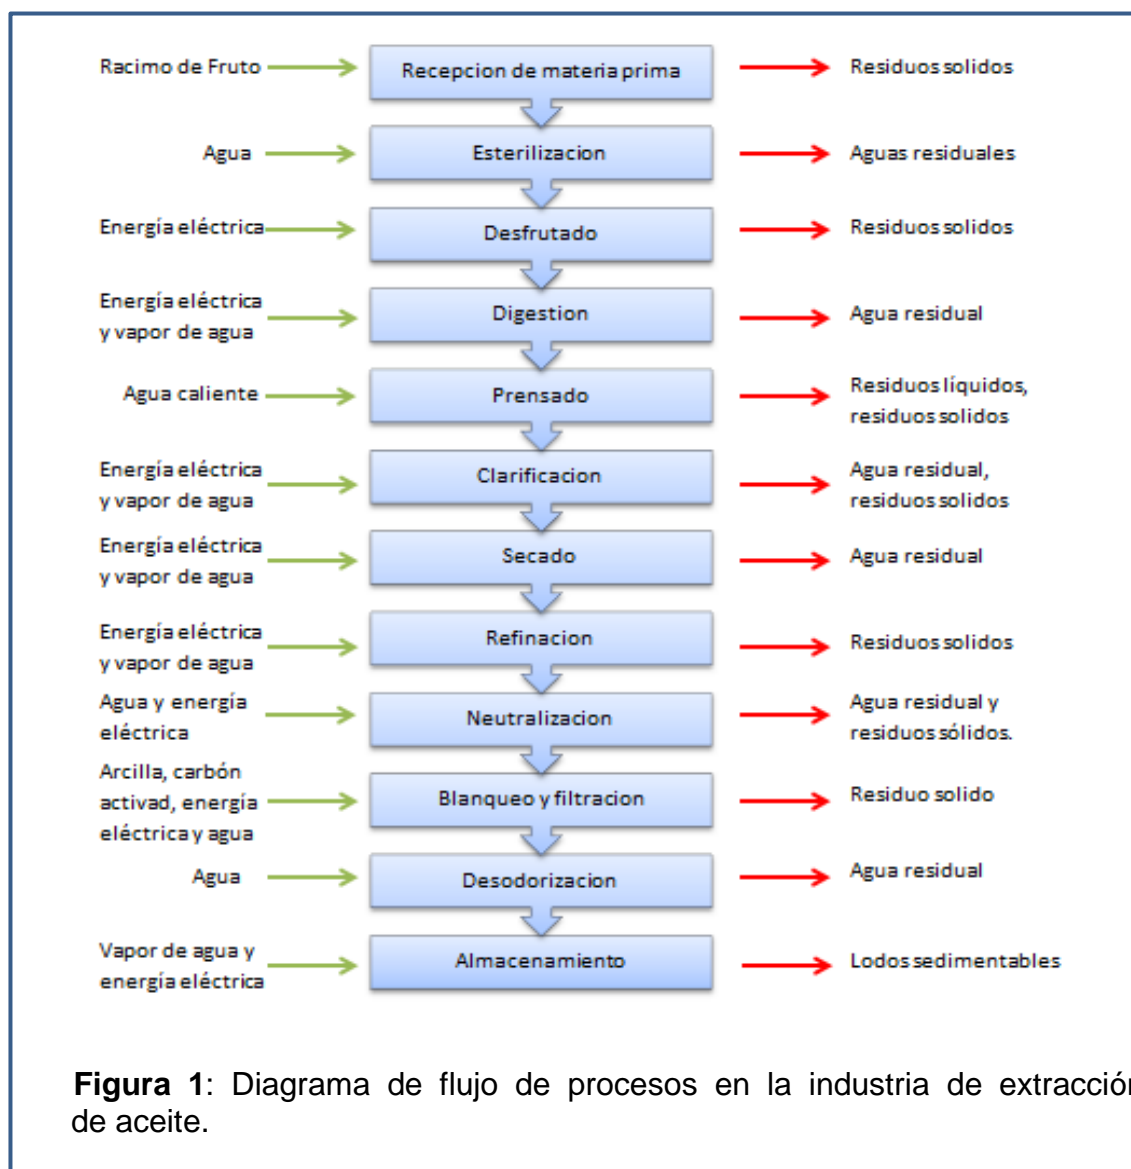 Racimo de Fruto
Recepcion de materia prima
Residuos solidos
Agua
Esterilizacion
Aguas residuales
Energía eléctrica
Desfrutado
Residuos solidos
Energía eléctrica
y vapor de agua
Digestion
Agua residual
Agua caliente
Prensado
Residuos líquidos,
residuos solidos
Energía eléctrica
y vapor de agua
Clarificacion
Agua residual,
residuos solidos
Energía eléctrica
y vapor de agua
Secado
Agua residual
Energía eléctrica
y vapor de agua
Refinacion
Residuos solidos
Agua y energía
eléctrica
Neutralizacion
Agua residual y
residuos sólidos.
Arcilla, carbón
activad, energía
eléctrica y agua
Blanqueo y filtracion
Residuo solido
Agua
Desodorizacion
Agua residual
Vapor de agua y
energía eléctrica
Almacenamiento
Lodos sedimentables
Figura 1: Diagrama de flujo de procesos en la industria de extracción
de aceite.